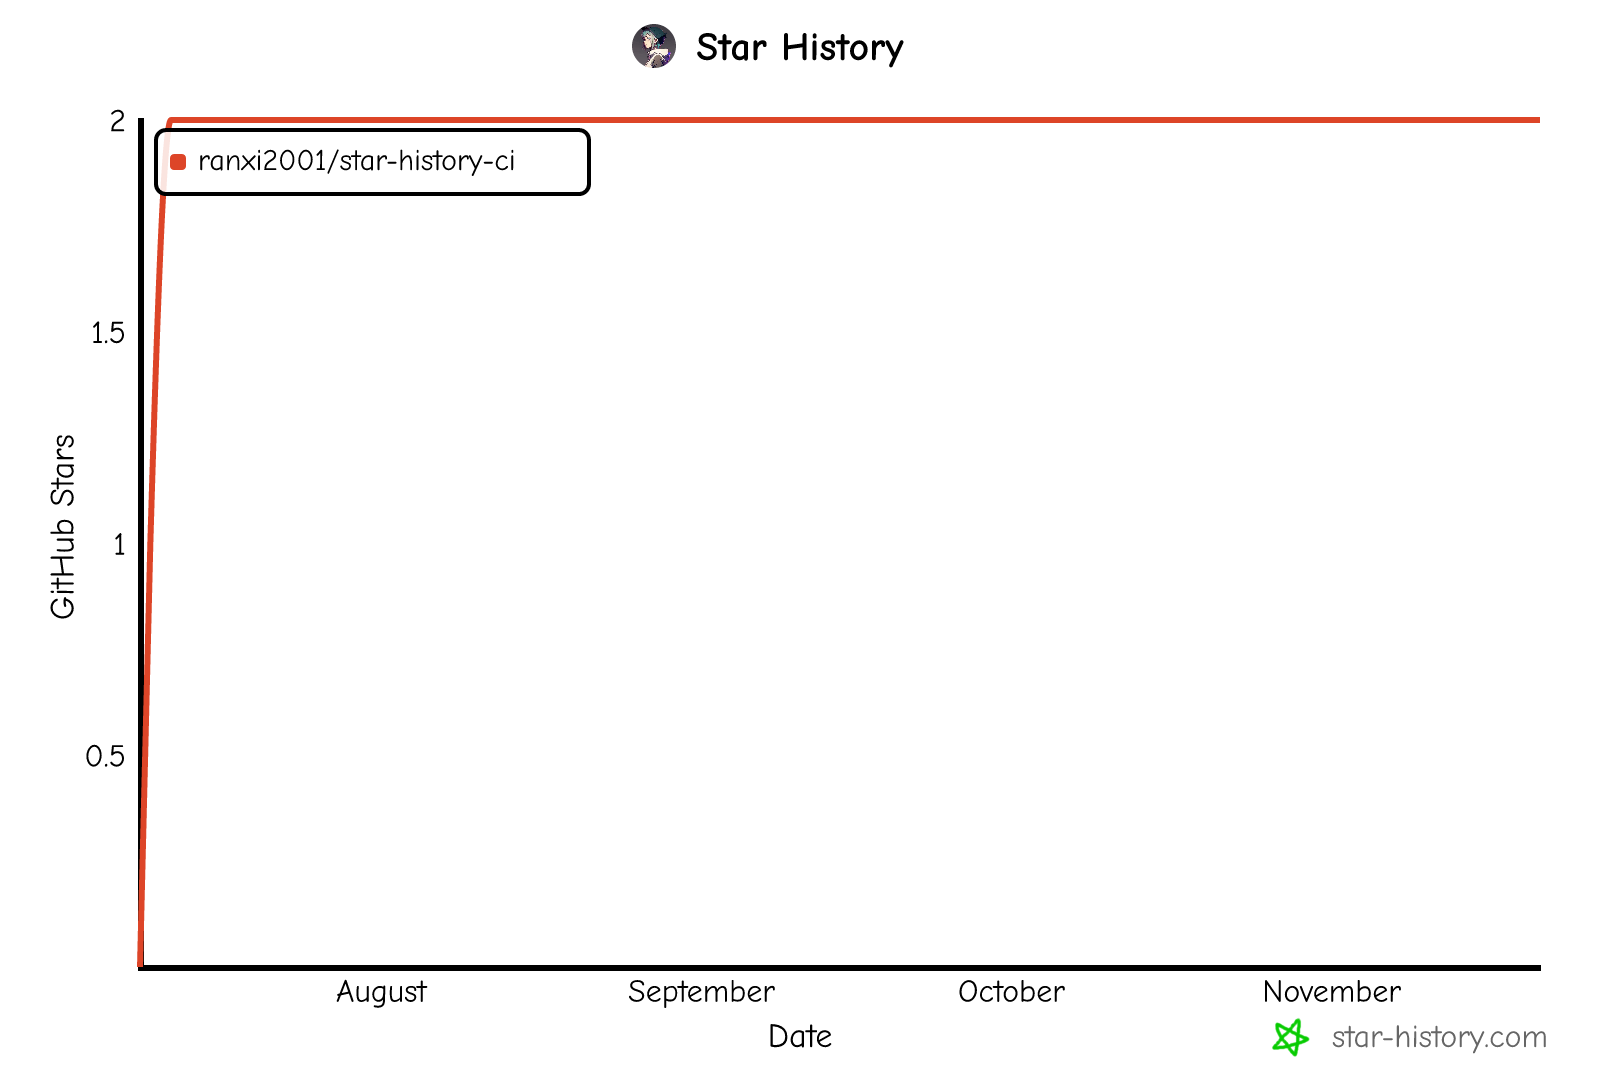 Star History
2
ranxi2001/star-history-ci
1.5
1
0.5
GitHub Stars
August
September
October
November
Date
star-history.com